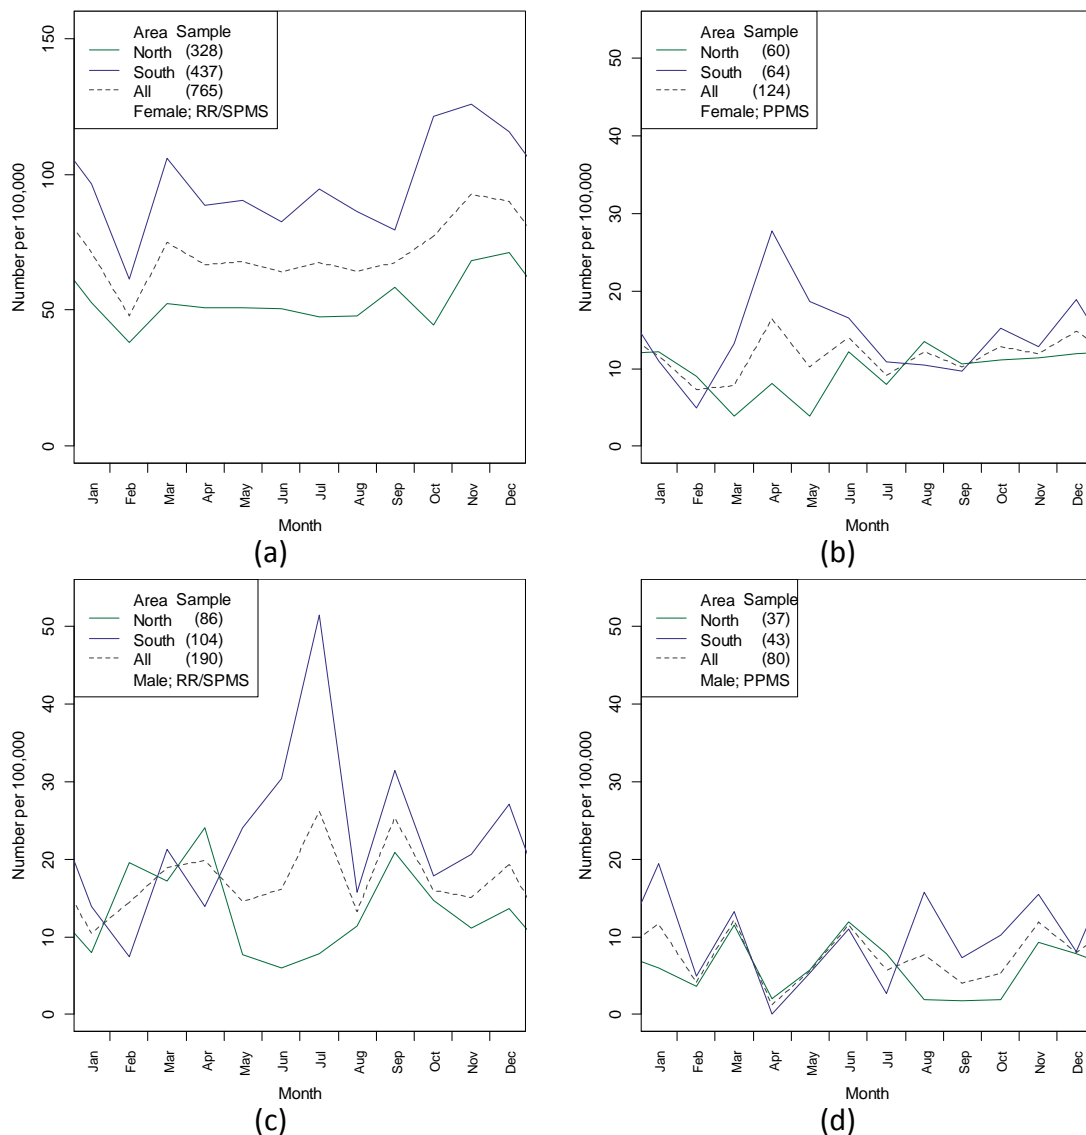 Area Sample
North (328)
South (437)
All (765)
Female; RR/SPMS
Number per 100,000
150
100
50
0
Jan Feb Mar Apr May Jun Jul Aug Sep Oct Nov Dec
Month
(a)
Area Sample
North (60)
South (64)
All (124)
Female; PPMS
Number per 100,000
50
40
30
20
10
0
Jan Feb Mar Apr May Jun Jul Aug Sep Oct Nov Dec
Month
(b)
Area Sample
North (86)
South (104)
All (190)
Male; RR/SPMS
Number per 100,000
50
40
30
20
10
0
Jan Feb Mar Apr May Jun Jul Aug Sep Oct Nov Dec
Month
(c)
Area Sample
North (37)
South (43)
All (80)
Male; PPMS
Number per 100,000
50
40
30
20
10
0
Jan Feb Mar Apr May Jun Jul Aug Sep Oct Nov Dec
Month
(d)